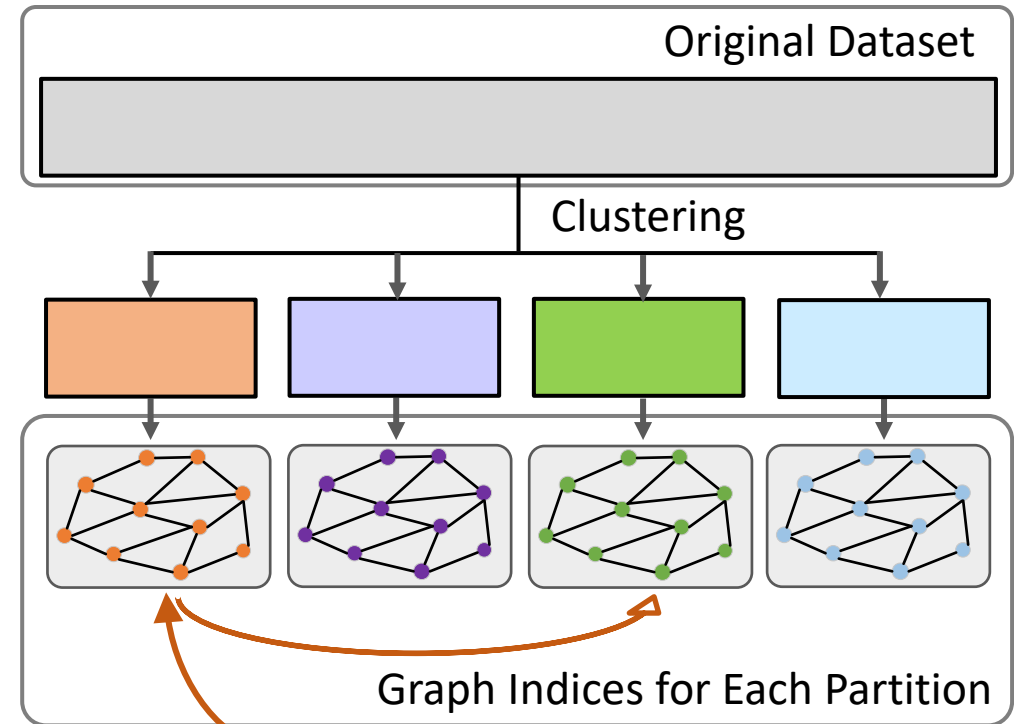 Original Dataset
Clustering
Graph Indices for Each Partition